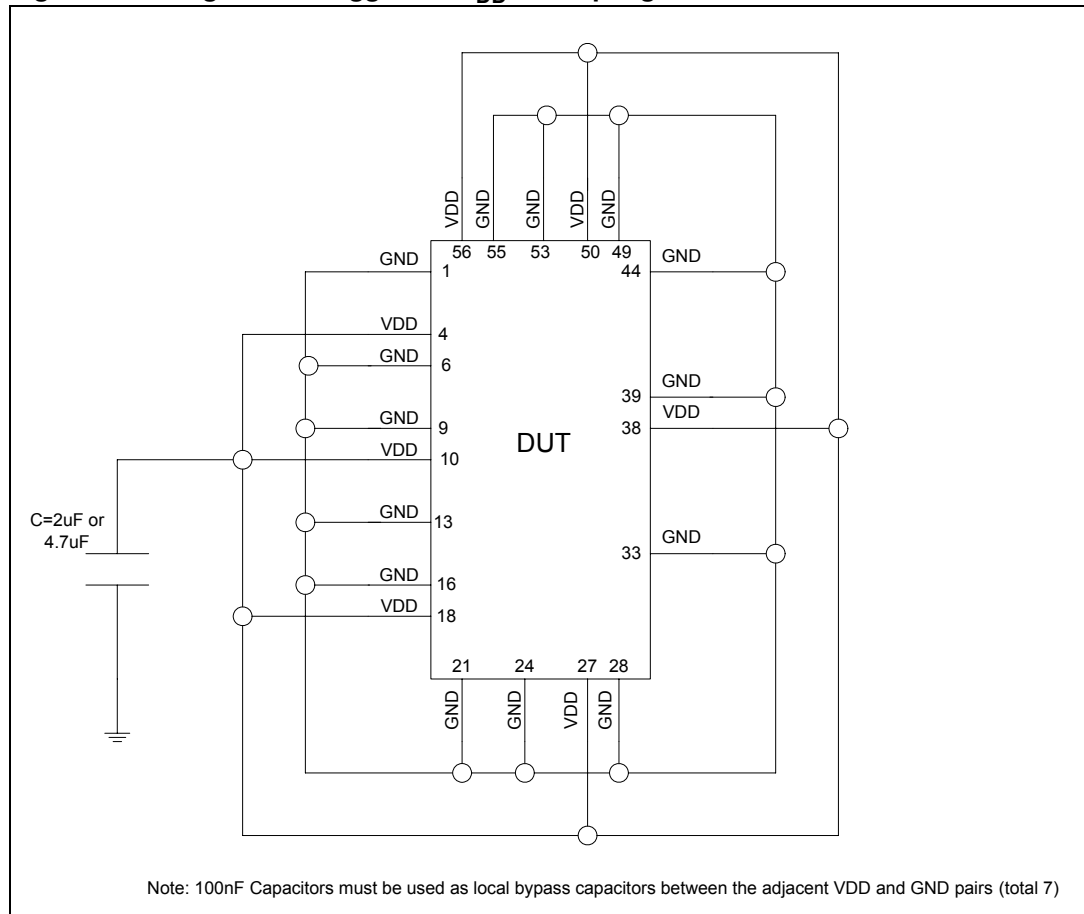 VDD
GND
GND
VDD
GND
56
55
53
50
49
GND
1
44
GND
VDD
4
GND
6
GND
39
GND
9
VDD
38
VDD
10
DUT
C=2uF or
4.7uF
GND
13
GND
33
GND
16
VDD
18
21
24
27
28
GND
GND
VDD
GND
Note: 100nF Capacitors must be used as local bypass capacitors between the adjacent VDD and GND pairs (total 7)